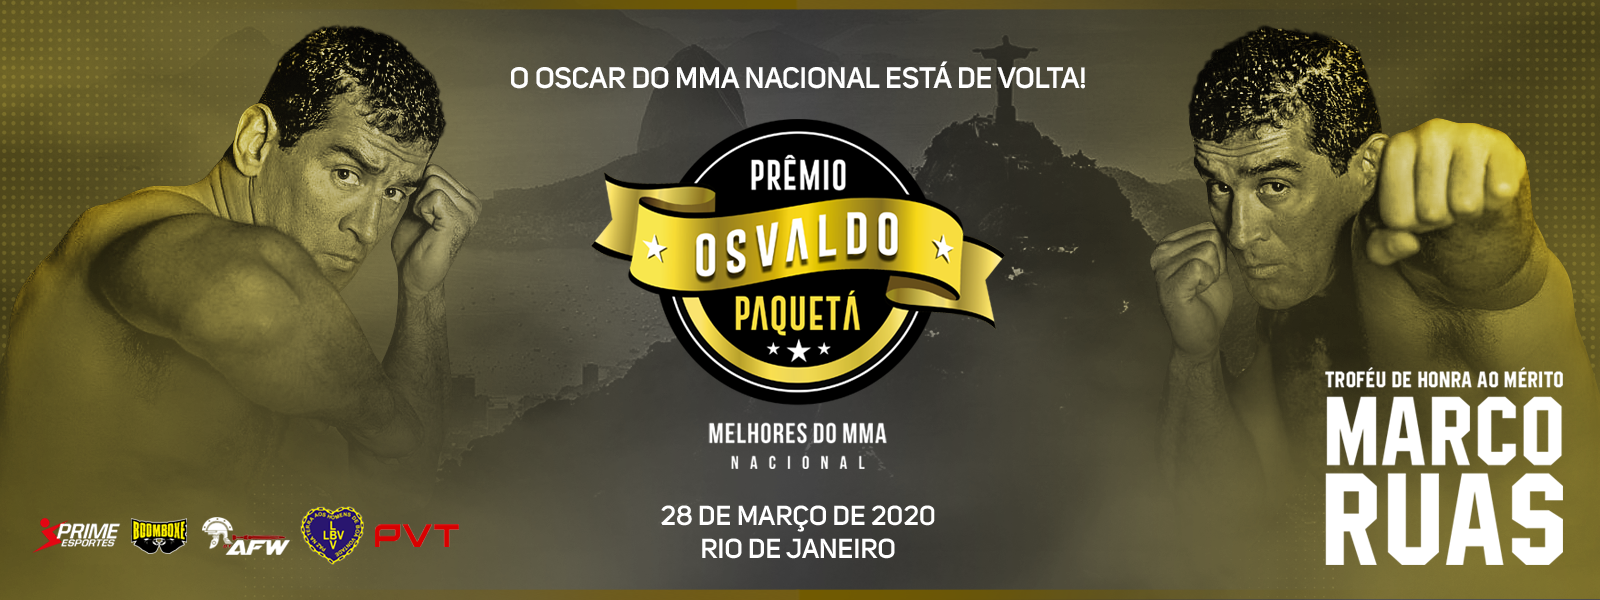 O OSCAR DO MMA NACIONAL ESTÁ DE VOLTA!
PRÊMIO
OSVALDO
PAQUETÁ
MELHORES DO MMA
NACIONAL
28 DE MARÇO DE 2020
RIO DE JANEIRO
TROFÉU DE HONRA AO MÉRITO
MARCO
RUAS
PRIME
ESPORTES
BOOMBOXE
AFW
L
LBV
V
PVT